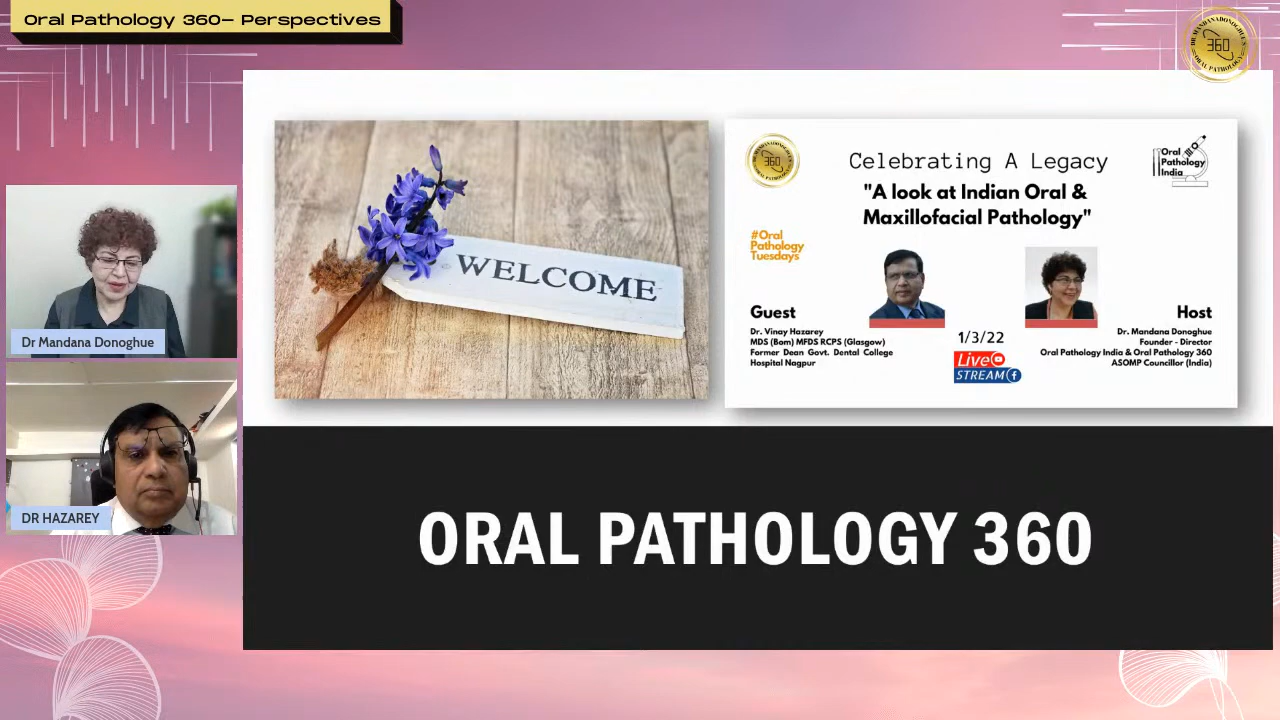 Oral Pathology 360- Perspectives
360
Dr Mandana Donoghue
DR HAZAREY
WELCOME
360
Celebrating A Legacy
"A look at Indian Oral &
Maxillofacial Pathology"
Oral
Pathology
India
#Oral
Pathology
Tuesdays
Guest
Dr. Vinay Hazarey
MDS (Bom) MFDS RCPS (Glasgow)
Former Dean Govt. Dental College
Hospital Nagpur
1/3/22
Live
STREAM
Host
Dr. Mandana Donoghue
Founder - Director
Oral Pathology India & Oral Pathology 360
ASOMP Councillor (India)
ORAL PATHOLOGY 360